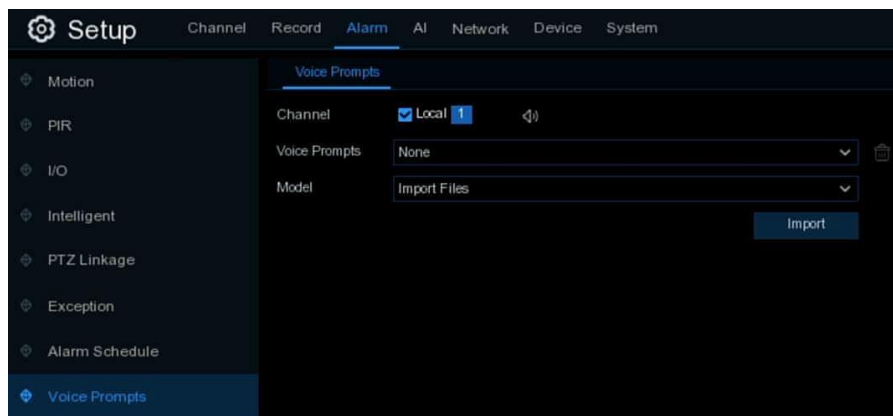 Setup Channel Record Alarm AI Network Device System
Motion
PIR
I/O
Intelligent
PTZ Linkage
Exception
Alarm Schedule
Voice Prompts
Voice Prompts
Channel Local 1
Voice Prompts None
Model Import Files
Import